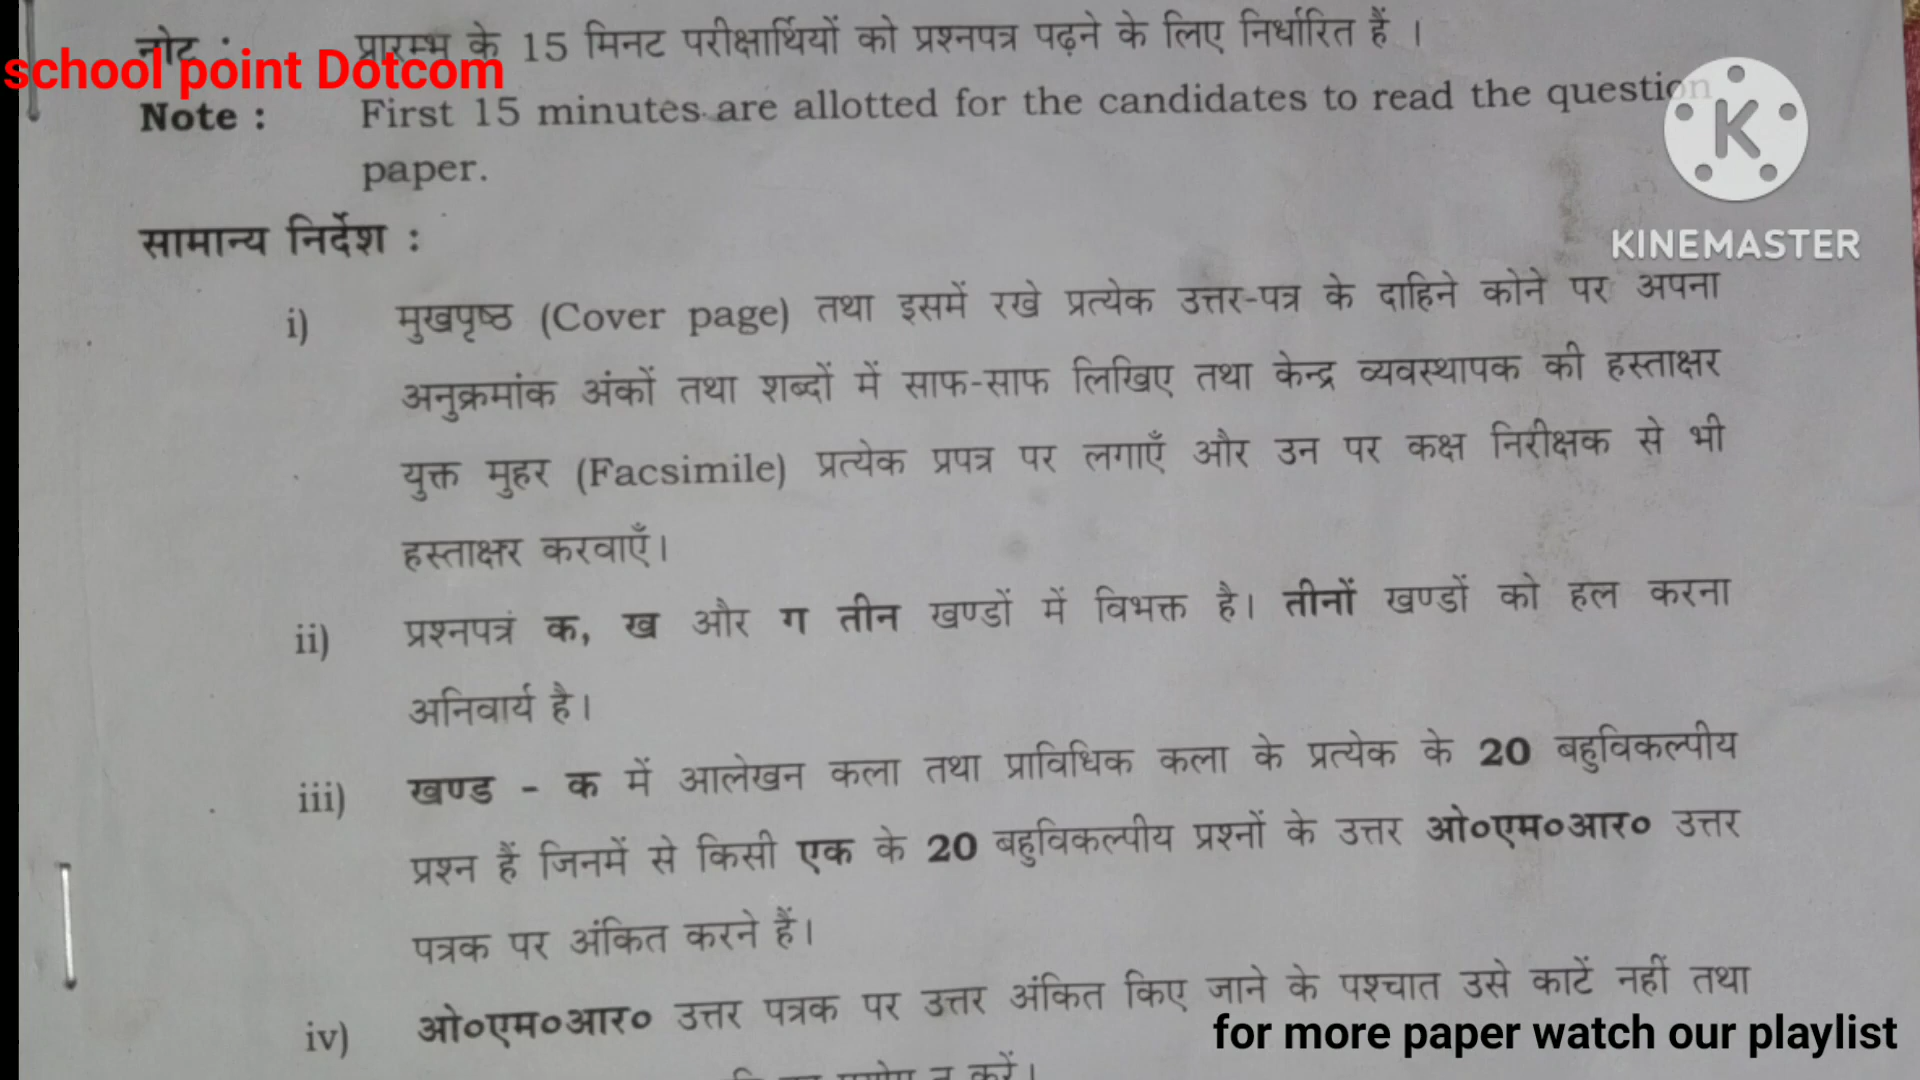 नोट : प्रारम्भ के 15 मिनट परीक्षार्थियों को प्रश्नपत्र पढ़ने के लिए निर्धारित हैं ।
school point Dotcom
Note : First 15 minutes are allotted for the candidates to read the question
paper.
KINEMASTER
सामान्य निर्देश :
i) मुखपृष्ठ (Cover page) तथा इसमें रखे प्रत्येक उत्तर-पत्र के दाहिने कोने पर अपना
अनुक्रमांक अंकों तथा शब्दों में साफ-साफ लिखिए तथा केन्द्र व्यवस्थापक की हस्ताक्षर
युक्त मुहर (Facsimile) प्रत्येक प्रपत्र पर लगाएँ और उन पर कक्ष निरीक्षक से भी
हस्ताक्षर करवाएँ।
ii) प्रश्नपत्र क, ख और ग तीन खण्डों में विभक्त है। तीनों खण्डों को हल करना
अनिवार्य है।
iii) खण्ड - क में आलेखन कला तथा प्राविधिक कला के प्रत्येक के 20 बहुविकल्पीय
प्रश्न हैं जिनमें से किसी एक के 20 बहुविकल्पीय प्रश्नों के उत्तर ओ०एम०आर० उत्तर
पत्रक पर अंकित करने हैं।
iv) ओ०एम०आर० उत्तर पत्रक पर उत्तर अंकित किए जाने के पश्चात उसे काटें नहीं तथा
for more paper watch our playlist
न करें।